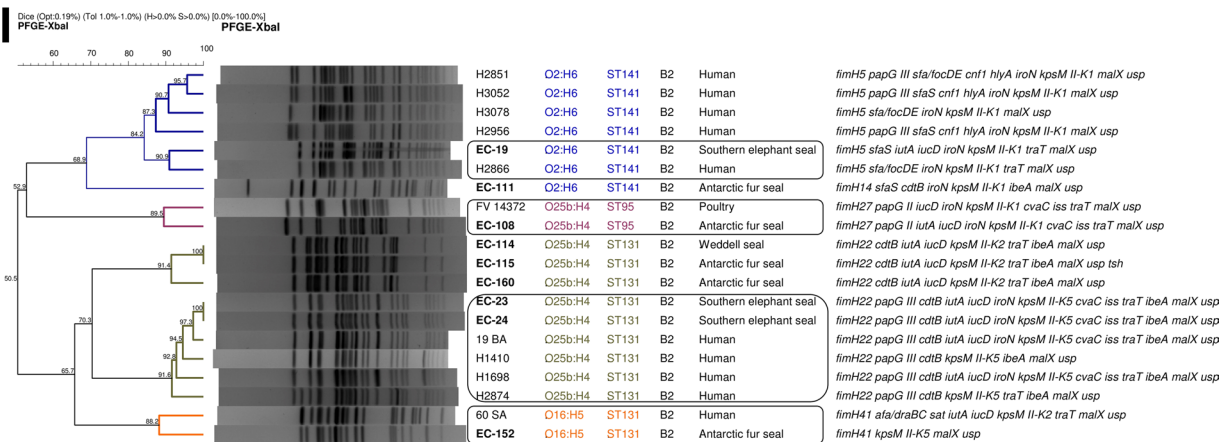 Dice (Opt:0.19%) (Tol 1.0%-1.0%) (H>0.0% S>0.0%) [0.0%-100.0%]
PFGE-XbaI PFGE-XbaI
60 70 80 90 100
H2851 O2:H6 ST141 B2 Human fimH5 papG III sfa/focDE cnf1 hlyA iroN kpsM II-K1 malX usp
95.7
H3052 O2:H6 ST141 B2 Human fimH5 papG III sfaS cnf1 hlyA iroN kpsM II-K1 malX usp
90.7
H3078 O2:H6 ST141 B2 Human fimH5 sfa/focDE iroN kpsM II-K1 malX usp
87.3
H2956 O2:H6 ST141 B2 Human fimH5 papG III sfaS cnf1 hlyA iroN kpsM II-K1 malX usp
84.2
EC-19 O2:H6 ST141 B2 Southern elephant seal fimH5 sfaS iutA iucD iroN kpsM II-K1 traT malX usp
90.9
68.9
H2866 O2:H6 ST141 B2 Human fimH5 sfa/focDE iroN kpsM II-K1 traT malX usp
EC-111 O2:H6 ST141 B2 Antarctic fur seal fimH14 sfaS cdtB iroN kpsM II-K1 ibeA malX usp
52.9
FV 14372 O25b:H4 ST95 B2 Poultry fimH27 papG II iucD iroN kpsM II-K1 cvaC iss traT malX usp
89.5
EC-108 O25b:H4 ST95 B2 Antarctic fur seal fimH27 papG II iutA iucD iroN kpsM II-K1 cvaC iss traT malX usp
EC-114 O25b:H4 ST131 B2 Weddell seal fimH22 cdtB iutA iucD kpsM II-K2 traT ibeA malX usp
100
EC-115 O25b:H4 ST131 B2 Antarctic fur seal fimH22 cdtB iutA iucD kpsM II-K2 traT ibeA malX usp tsh
91.4
50.5
EC-160 O25b:H4 ST131 B2 Antarctic fur seal fimH22 cdtB iutA iucD kpsM II-K2 traT ibeA malX usp
EC-23 O25b:H4 ST131 B2 Southern elephant seal fimH22 papG III cdtB iutA iucD iroN kpsM II-K5 cvaC iss traT ibeA malX usp
100
EC-24 O25b:H4 ST131 B2 Southern elephant seal fimH22 papG III cdtB iutA iucD iroN kpsM II-K5 cvaC iss traT ibeA malX usp
70.3
97.3
19 BA O25b:H4 ST131 B2 Human fimH22 papG III cdtB iutA iucD iroN kpsM II-K5 cvaC iss traT ibeA malX usp
94.5
H1410 O25b:H4 ST131 B2 Human fimH22 papG III cdtB kpsM II-K5 ibeA malX usp
65.7
H1698 O25b:H4 ST131 B2 Human fimH22 papG III cdtB iutA iucD iroN kpsM II-K5 cvaC iss traT ibeA malX usp
91.6
H2874 O25b:H4 ST131 B2 Human fimH22 papG III cdtB kpsM II-K5 traT ibeA malX usp
60 SA O16:H5 ST131 B2 Human fimH41 afa/draBC sat iutA iucD kpsM II-K2 traT malX usp
88.2
EC-152 O16:H5 ST131 B2 Antarctic fur seal fimH41 kpsM II-K5 malX usp